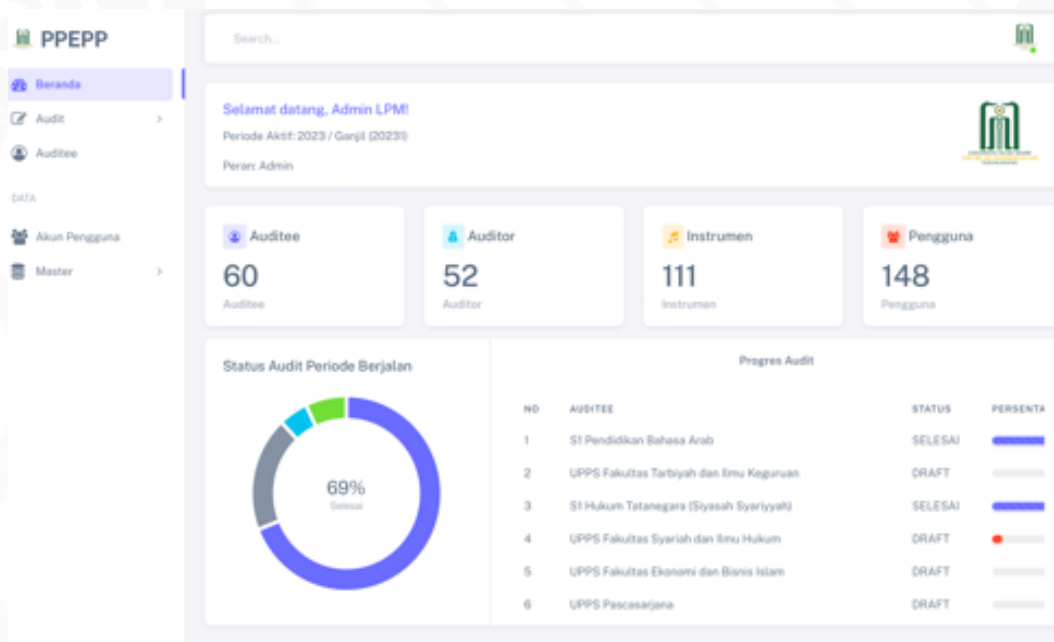 PPEPP
Search...
Beranda
Audit
Auditee
DATA
Akun Pengguna
Master
Selamat datang, Admin LPM!
Periode Aktif: 2023 / Ganjil (20231)
Peran: Admin
Auditee
60
Auditee
Auditor
52
Auditor
Instrumen
111
Instrumen
Pengguna
148
Pengguna
Status Audit Periode Berjalan
69%
Selesai
Progres Audit
NO AUDITEE STATUS PERSENTA
1 S1 Pendidikan Bahasa Arab SELESAI
2 UPPS Fakultas Tarbiyah dan Ilmu Keguruan DRAFT
3 S1 Hukum Tatanegara (Siyasah Syariyyah) SELESAI
4 UPPS Fakultas Syariah dan Ilmu Hukum DRAFT
5 UPPS Fakultas Ekonomi dan Bisnis Islam DRAFT
6 UPPS Pascasarjana DRAFT